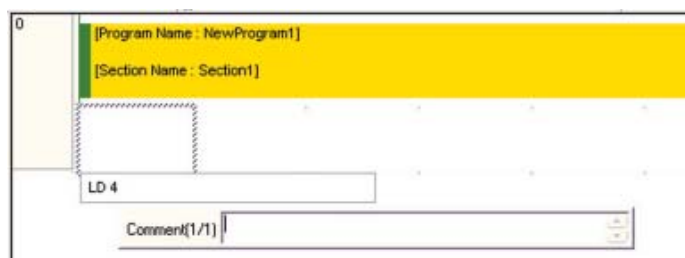 0
[Program Name : NewProgram1]
[Section Name : Section1]
LD 4
Comment(1/1)